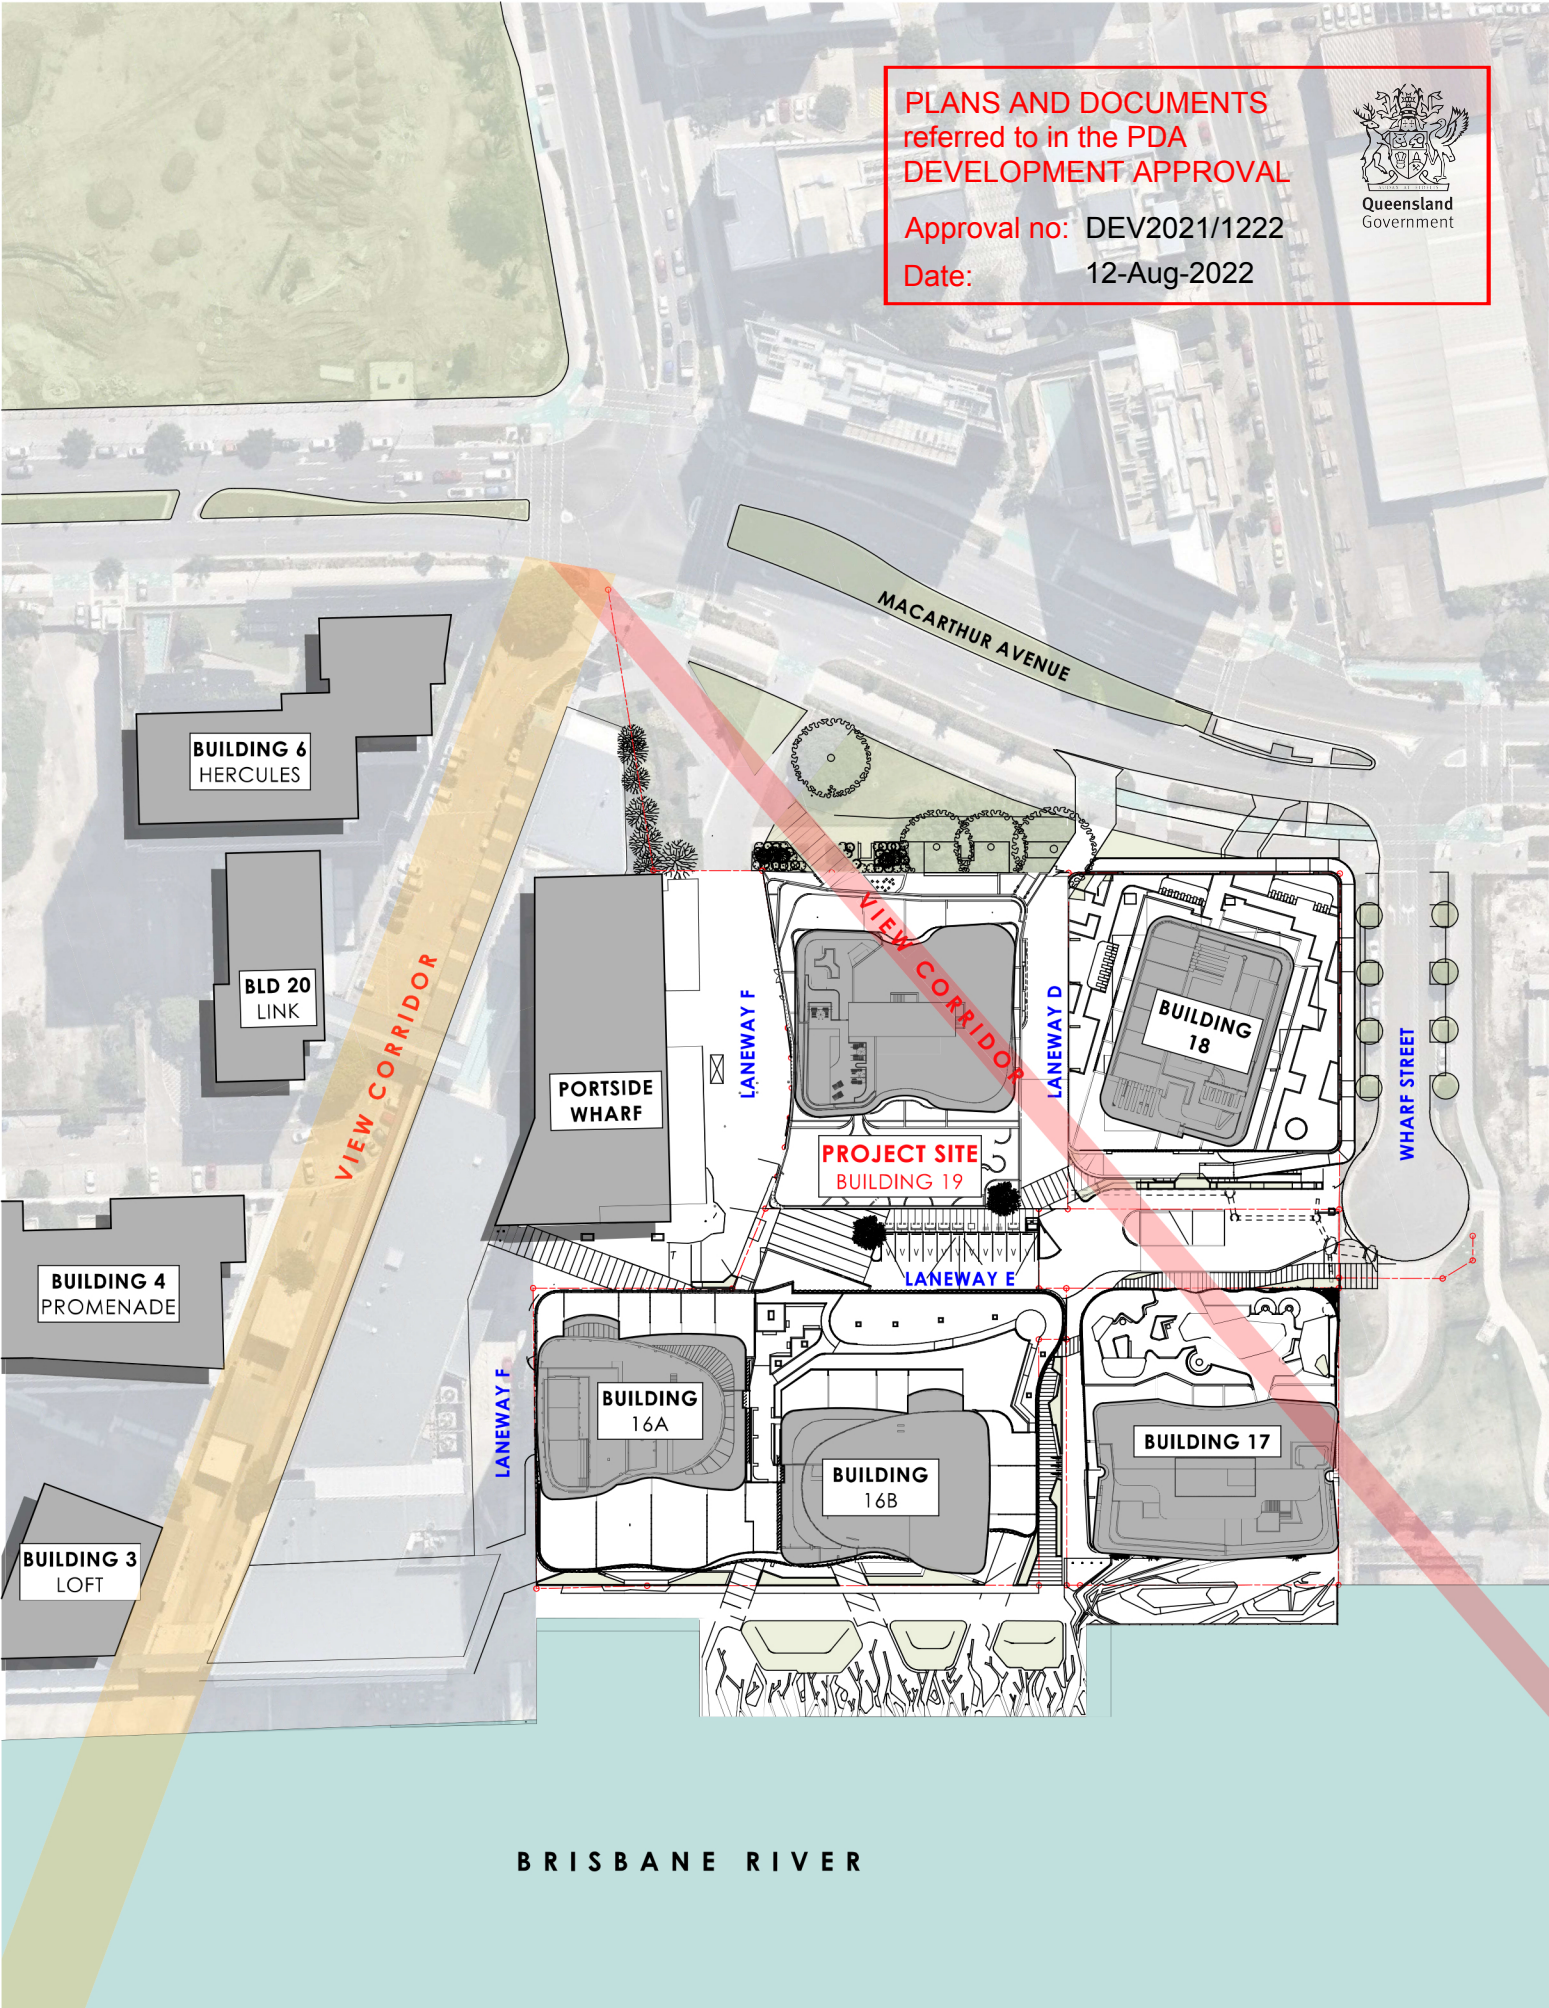 PLANS AND DOCUMENTS
referred to in the PDA
DEVELOPMENT APPROVAL
Approval no: DEV2021/1222
Date: 12-Aug-2022
Queensland
Government
MACARTHUR AVENUE
BUILDING 6
HERCULES
BLD 20
LINK
VIEW CORRIDOR
VIEW CORRIDOR
PORTSIDE
WHARF
LANEWAY F
LANEWAY D
BUILDING
18
WHARF STREET
PROJECT SITE
BUILDING 19
LANEWAY E
BUILDING 4
PROMENADE
LANEWAY F
BUILDING
16A
BUILDING
16B
BUILDING 17
BUILDING 3
LOFT
BRISBANE RIVER